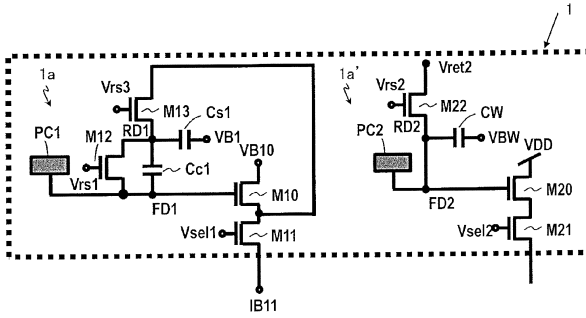 1
1a
Vrs3
M13
RD1
Cs1
VB1
PC1
M12
Vrs1
Cc1
FD1
VB10
M10
Vsel1
M11
IB11
1a'
Vret2
Vrs2
M22
RD2
CW
VBW
PC2
VDD
FD2
M20
Vsel2
M21